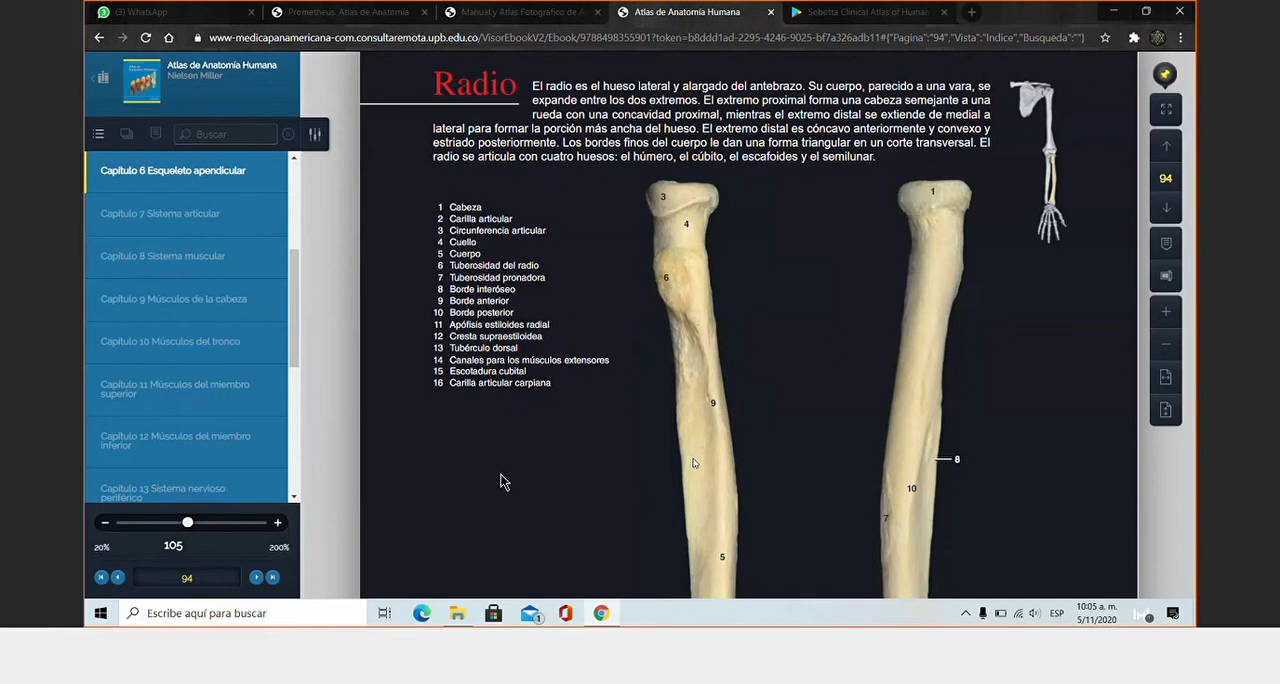 (3) WhatsApp
Prometheus. Atlas de Anatomía
Manual y Atlas Fotográfico de A
Atlas de Anatomía Humana
Sobotta Clinical Atlas of Human
www-medicapanamericana-com.consultaremota.upb.edu.co/VisorEbookV2/Ebook/9788498355901?token=b8ddd1ad-2295-4246-9025-bf7a326adb11#{"Pagina":"94","Vista":"Indice","Busqueda":""}
Atlas de Anatomía Humana
Nielsen Miller
Buscar
Capítulo 6 Esqueleto apendicular
Capítulo 7 Sistema articular
Capítulo 8 Sistema muscular
Capítulo 9 Músculos de la cabeza
Capítulo 10 Músculos del tronco
Capítulo 11 Músculos del miembro
superior
Capítulo 12 Músculos del miembro
inferior
Capítulo 13 Sistema nervioso
periférico
20%
105
200%
94
Radio
El radio es el hueso lateral y alargado del antebrazo. Su cuerpo, parecido a una vara, se
expande entre los dos extremos. El extremo proximal forma una cabeza semejante a una
rueda con una concavidad proximal, mientras el extremo distal se extiende de medial a
lateral para formar la porción más ancha del hueso. El extremo distal es cóncavo anteriormente y convexo y
estriado posteriormente. Los bordes finos del cuerpo le dan una forma triangular en un corte transversal. El
radio se articula con cuatro huesos: el húmero, el cúbito, el escafoides y el semilunar.
1 Cabeza
2 Carilla articular
3 Circunferencia articular
4 Cuello
5 Cuerpo
6 Tuberosidad del radio
7 Tuberosidad pronadora
8 Borde interóseo
9 Borde anterior
10 Borde posterior
11 Apófisis estiloides radial
12 Cresta supraestiloidea
13 Tubérculo dorsal
14 Canales para los músculos extensores
15 Escotadura cubital
16 Carilla articular carpiana
3
4
6
9
5
1
8
10
7
94
Escribe aquí para buscar
1
ESP
10:05 a. m.
5/11/2020